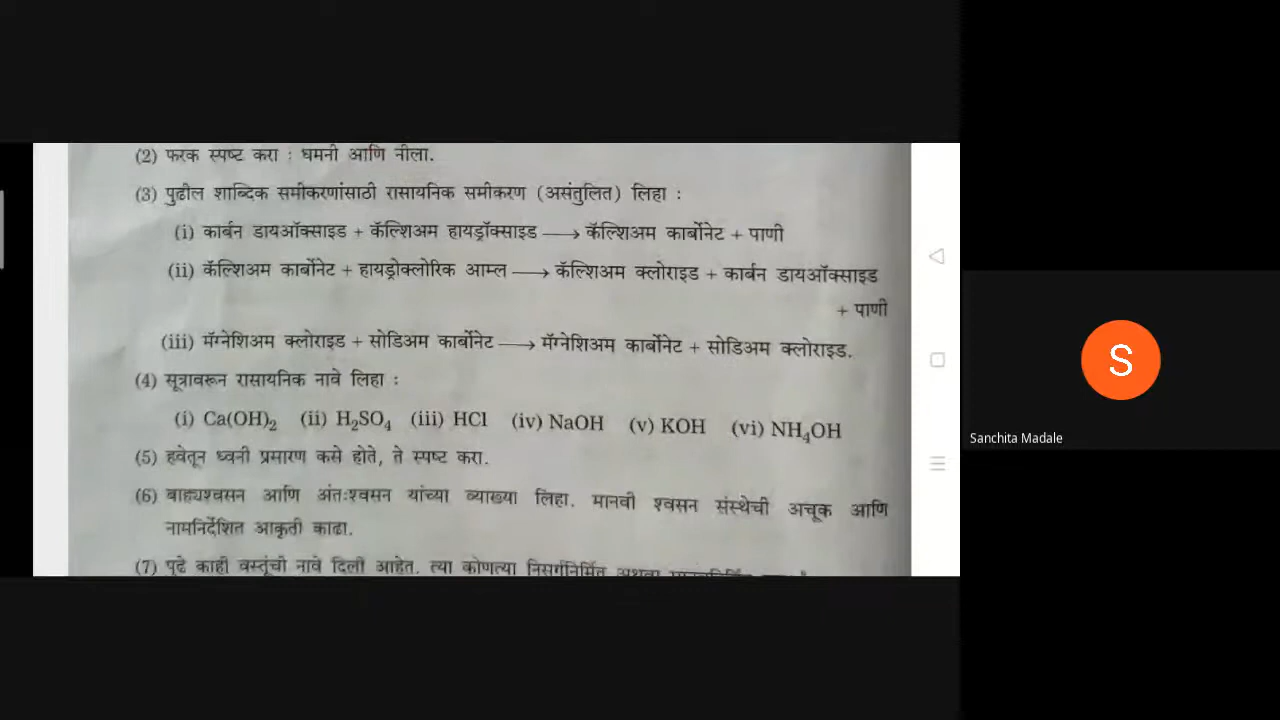 (2) फरक स्पष्ट करा : धमनी आणि नीला.
(3) पुढील शाब्दिक समीकरणांसाठी रासायनिक समीकरण (असंतुलित) लिहा :
(i) कार्बन डायऑक्साइड + कॅल्शिअम हायड्रॉक्साइड ⟶ कॅल्शिअम कार्बोनेट + पाणी
(ii) कॅल्शिअम कार्बोनेट + हायड्रोक्लोरिक आम्ल ⟶ कॅल्शिअम क्लोराइड + कार्बन डायऑक्साइड
+ पाणी
(iii) मॅग्नेशिअम क्लोराइड + सोडिअम कार्बोनेट ⟶ मॅग्नेशिअम कार्बोनेट + सोडिअम क्लोराइड.
(4) सूत्रावरून रासायनिक नावे लिहा :
(i) Ca(OH)₂ (ii) H₂SO₄ (iii) HCl (iv) NaOH (v) KOH (vi) NH₄OH
(5) हवेतून ध्वनी प्रसारण कसे होते, ते स्पष्ट करा.
(6) बाह्यश्वसन आणि अंतःश्वसन यांच्या व्याख्या लिहा. मानवी श्वसन संस्थेची अचूक आणि
नामनिर्देशित आकृती काढा.
(7) पुढे काही वस्तूंची नावे दिली आहेत. त्या कोणत्या निसर्गनिर्मित अथवा
S
Sanchita Madale